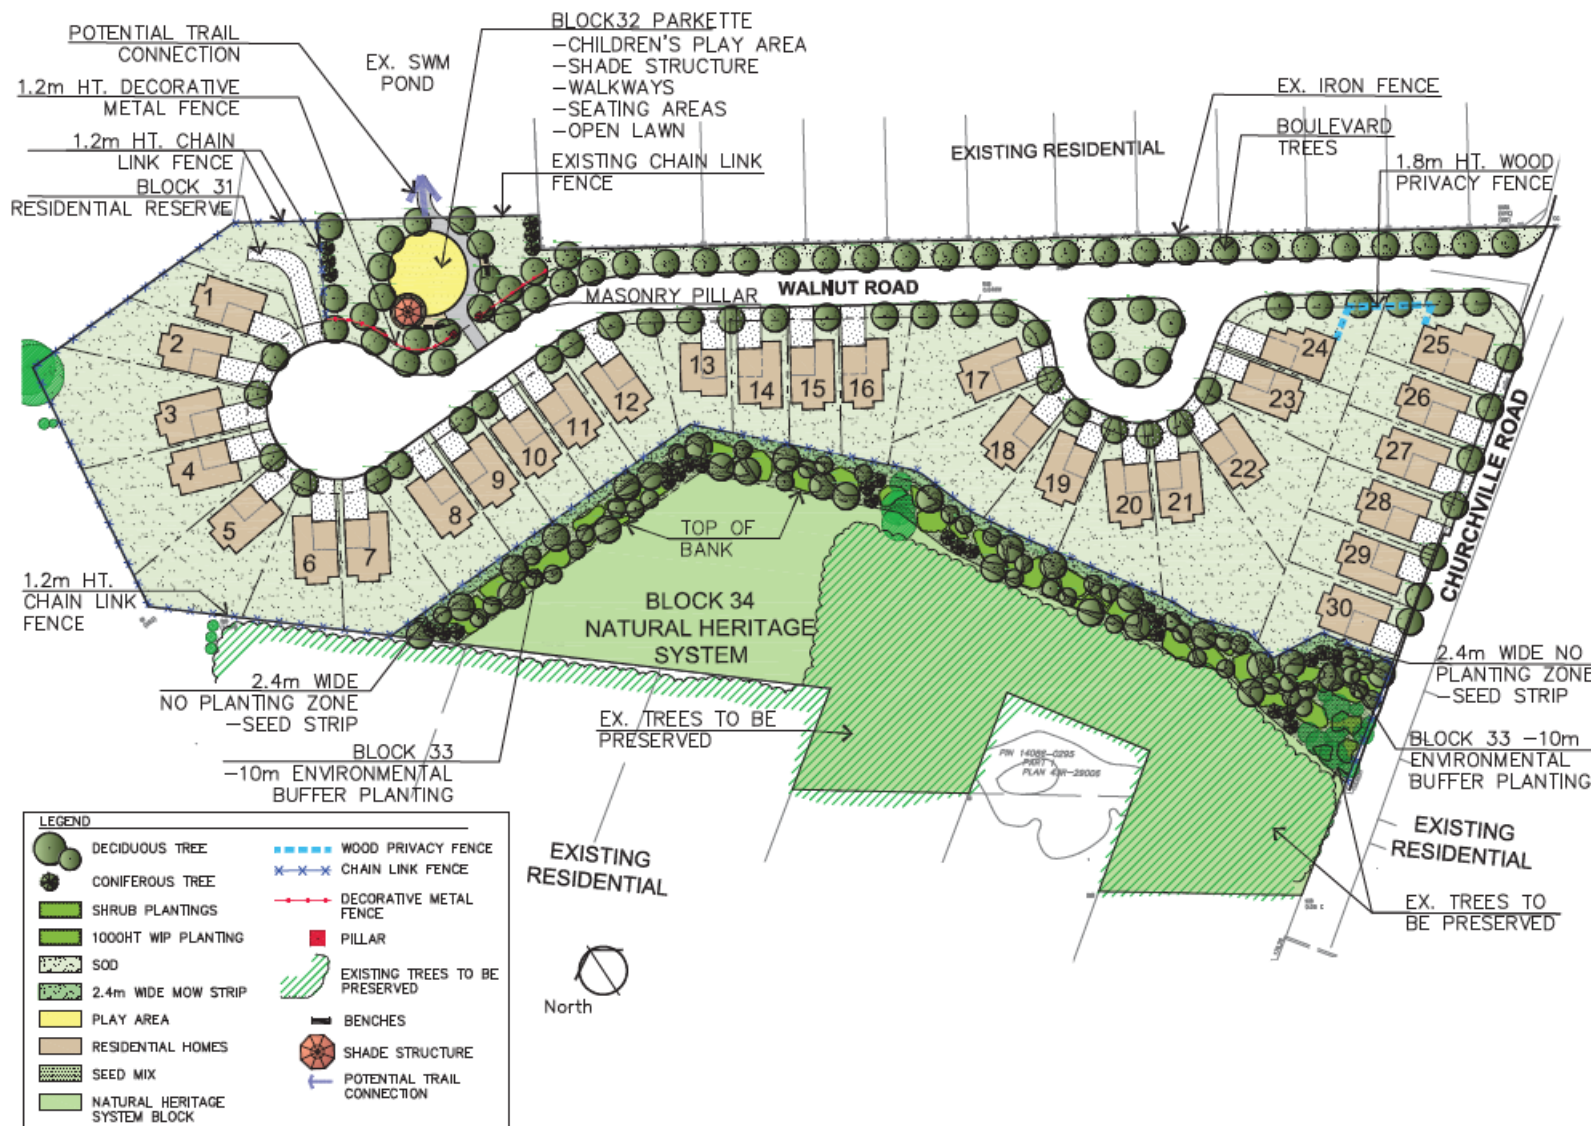 POTENTIAL TRAIL
CONNECTION
1.2m HT. DECORATIVE
METAL FENCE
1.2m HT. CHAIN
LINK FENCE
BLOCK 31
RESIDENTIAL RESERVE
EX. SWM
POND
BLOCK32 PARKETTE
-CHILDREN'S PLAY AREA
-SHADE STRUCTURE
-WALKWAYS
-SEATING AREAS
-OPEN LAWN
EXISTING CHAIN LINK
FENCE
EXISTING RESIDENTIAL
EX. IRON FENCE
BOULEVARD
TREES
1.8m HT. WOOD
PRIVACY FENCE
MASONRY PILLAR
WALNUT ROAD
CHURCHVILLE ROAD
1
2
3
4
5
6
7
8
9
10
11
12
13
14
15
16
17
18
19
20
21
22
23
24
25
26
27
28
29
30
TOP OF
BANK
BLOCK 34
NATURAL HERITAGE
SYSTEM
1.2m HT.
CHAIN LINK
FENCE
2.4m WIDE
NO PLANTING ZONE
-SEED STRIP
BLOCK 33
-10m ENVIRONMENTAL
BUFFER PLANTING
EX. TREES TO BE
PRESERVED
PIN 14086-0295
PART 1
PLAN 43R-29006
2.4m WIDE NO
PLANTING ZONE
-SEED STRIP
BLOCK 33 -10m
ENVIRONMENTAL
BUFFER PLANTING
EXISTING
RESIDENTIAL
EXISTING
RESIDENTIAL
EX. TREES TO
BE PRESERVED
North
LEGEND
DECIDUOUS TREE
CONIFEROUS TREE
SHRUB PLANTINGS
1000HT WIP PLANTING
SOD
2.4m WIDE MOW STRIP
PLAY AREA
RESIDENTIAL HOMES
SEED MIX
NATURAL HERITAGE
SYSTEM BLOCK
WOOD PRIVACY FENCE
CHAIN LINK FENCE
DECORATIVE METAL
FENCE
PILLAR
EXISTING TREES TO BE
PRESERVED
BENCHES
SHADE STRUCTURE
POTENTIAL TRAIL
CONNECTION